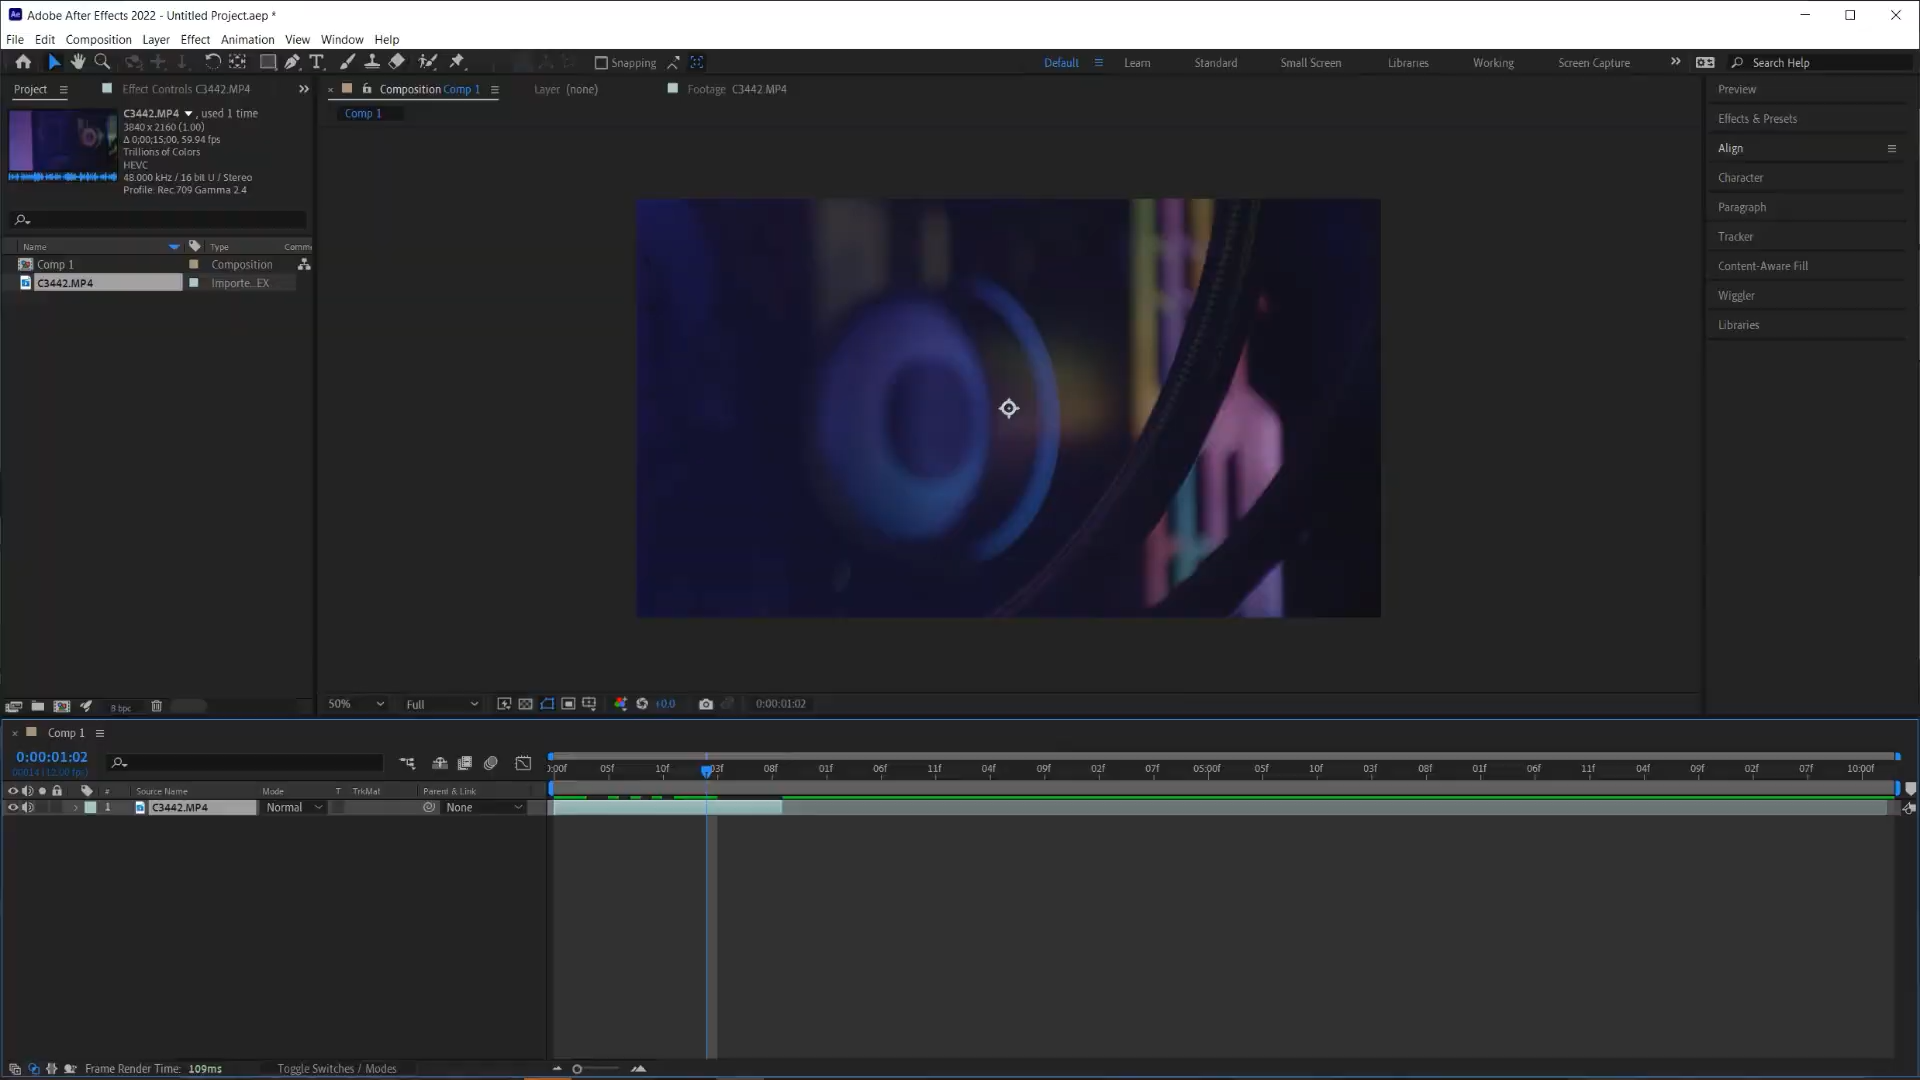 Adobe After Effects 2022 - Untitled Project.aep *
File Edit Composition Layer Effect Animation View Window Help
Snapping
Default Learn Standard Small Screen Libraries Working Screen Capture Search Help
Project Effect Controls C3442.MP4
Composition Comp 1 Layer (none) Footage C3442.MP4
Comp 1
C3442.MP4 , used 1 time
3840 x 2160 (1.00)
Δ 0;00;15;00, 59.94 fps
Trillions of Colors
HEVC
48.000 kHz / 16 bit U / Stereo
Profile: Rec.709 Gamma 2.4
Name Type Comme
Comp 1 Composition
C3442.MP4 Importe...EX
Preview
Effects & Presets
Align
Character
Paragraph
Tracker
Content-Aware Fill
Wiggler
Libraries
8 bpc
50% Full +0.0 0:00:01:02
Comp 1
0:00:01:02
00014 (12.00 fps)
:00f 05f 10f 03f 08f 01f 06f 11f 04f 09f 02f 07f 05:00f 05f 10f 03f 08f 01f 06f 11f 04f 09f 02f 07f 10:00f
# Source Name Mode T TrkMat Parent & Link
1 C3442.MP4 Normal None
Frame Render Time: 109ms Toggle Switches / Modes